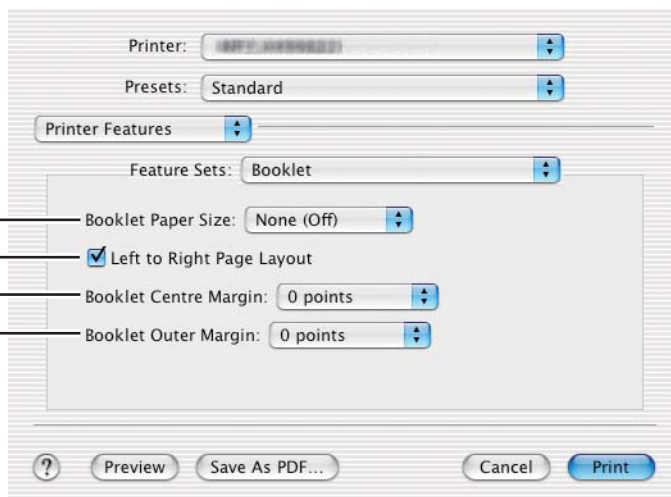 Printer:
Presets: Standard
Printer Features
Feature Sets: Booklet
Booklet Paper Size: None (Off)
Left to Right Page Layout
Booklet Centre Margin: 0 points
Booklet Outer Margin: 0 points
? Preview Save As PDF... Cancel Print